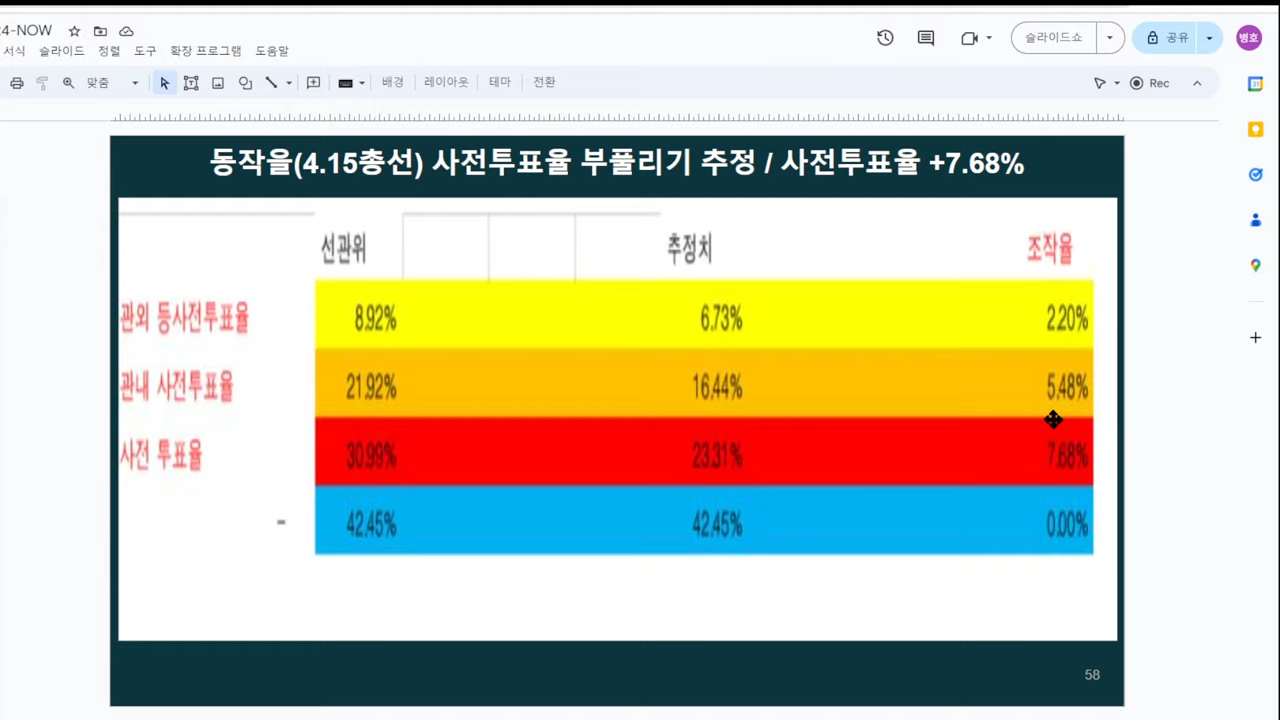 24-NOW
서식 슬라이드 정렬 도구 확장 프로그램 도움말
슬라이드쇼
공유
병호
맞춤
배경 레이아웃 테마 전환
Rec
31
동작을(4.15총선) 사전투표율 부풀리기 추정 / 사전투표율 +7.68%
선관위 추정치 조작율
관외 등사전투표율 8.92% 6.73% 2.20%
관내 사전투표율 21.92% 16.44% 5.48%
사전 투표율 30.99% 23.31% 7.68%
- 42.45% 42.45% 0.00%
58